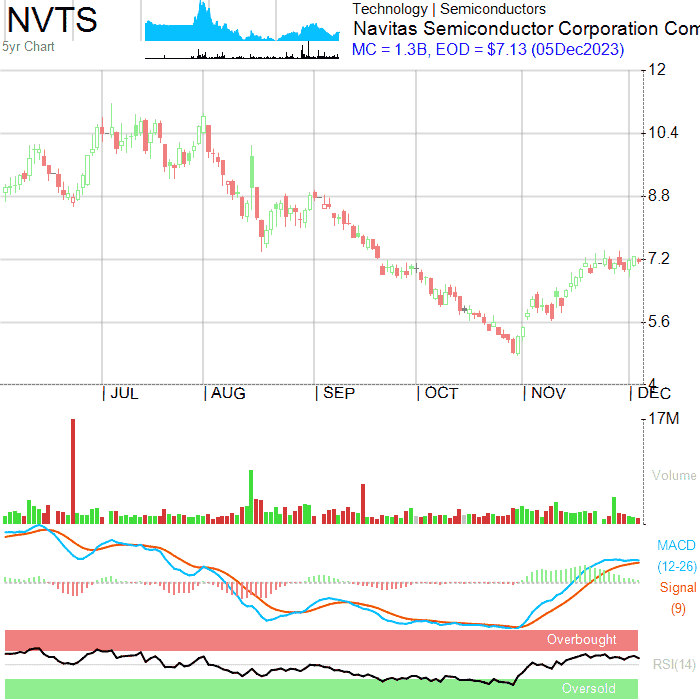 NVTS
5yr Chart
Technology | Semiconductors
Navitas Semiconductor Corporation Com
MC = 1.3B, EOD = $7.13 (05Dec2023)
12
10.4
8.8
7.2
5.6
4
JUL AUG SEP OCT NOV DEC
17M
Volume
MACD
(12-26)
Signal
(9)
Overbought
RSI(14)
Oversold